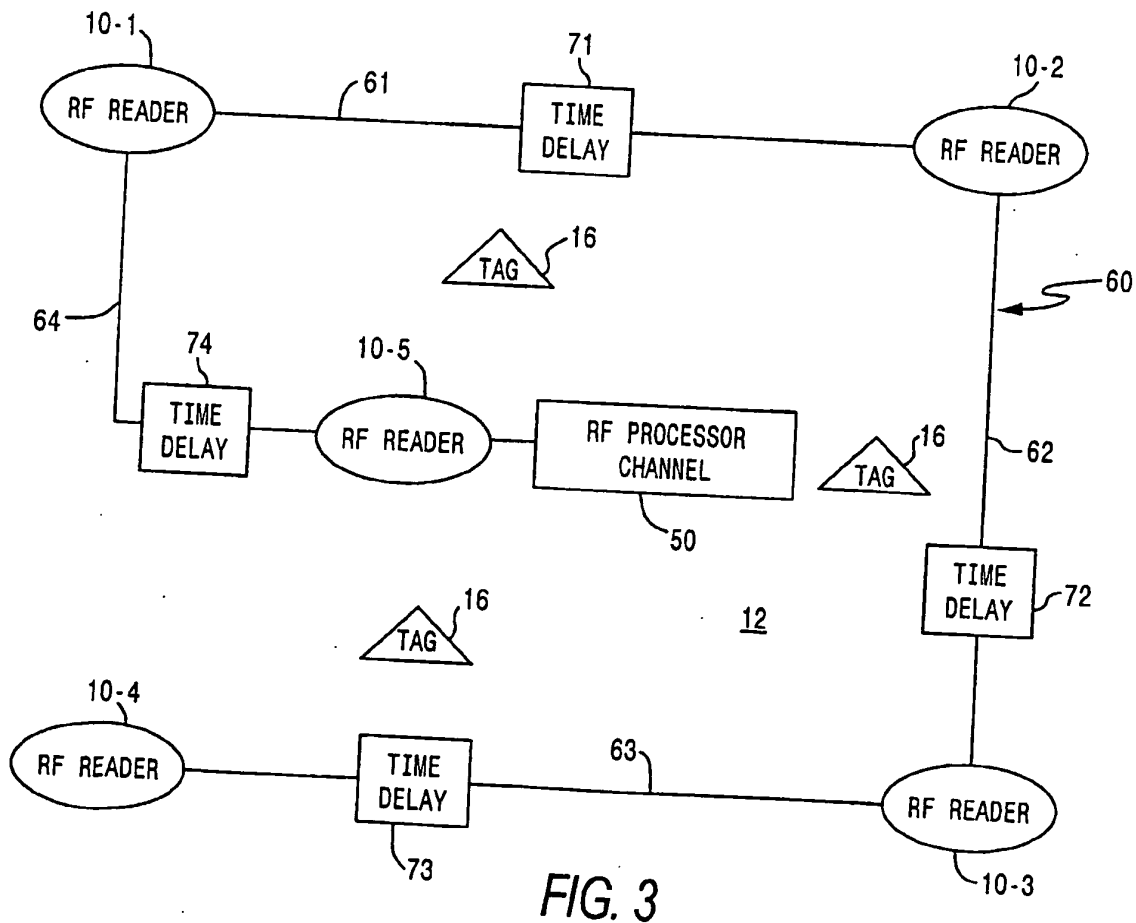 10-1
RF READER
61
71
TIME
DELAY
10-2
RF READER
16
TAG
60
64
74
TIME
DELAY
10-5
RF READER
RF PROCESSOR
CHANNEL
50
16
TAG
62
TIME
DELAY
72
16
TAG
12
10-4
RF READER
TIME
DELAY
73
63
RF READER
10-3
FIG. 3